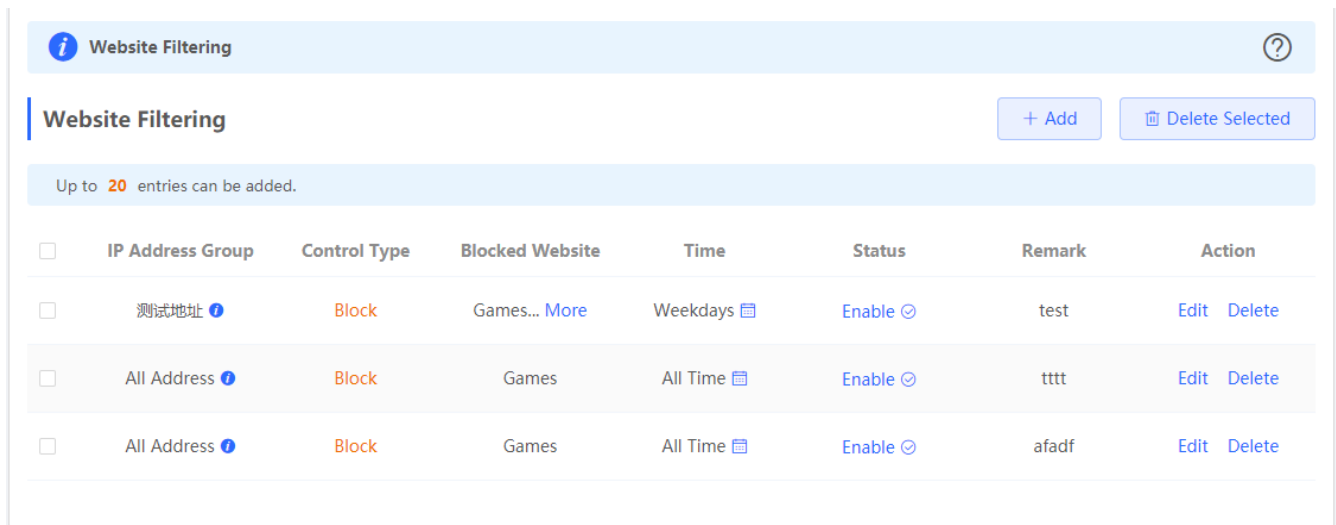 Website Filtering
Website Filtering
+ Add
Delete Selected
Up to 20 entries can be added.
IP Address Group Control Type Blocked Website Time Status Remark Action
测试地址 Block Games... More Weekdays Enable test Edit Delete
All Address Block Games All Time Enable tttt Edit Delete
All Address Block Games All Time Enable afadf Edit Delete